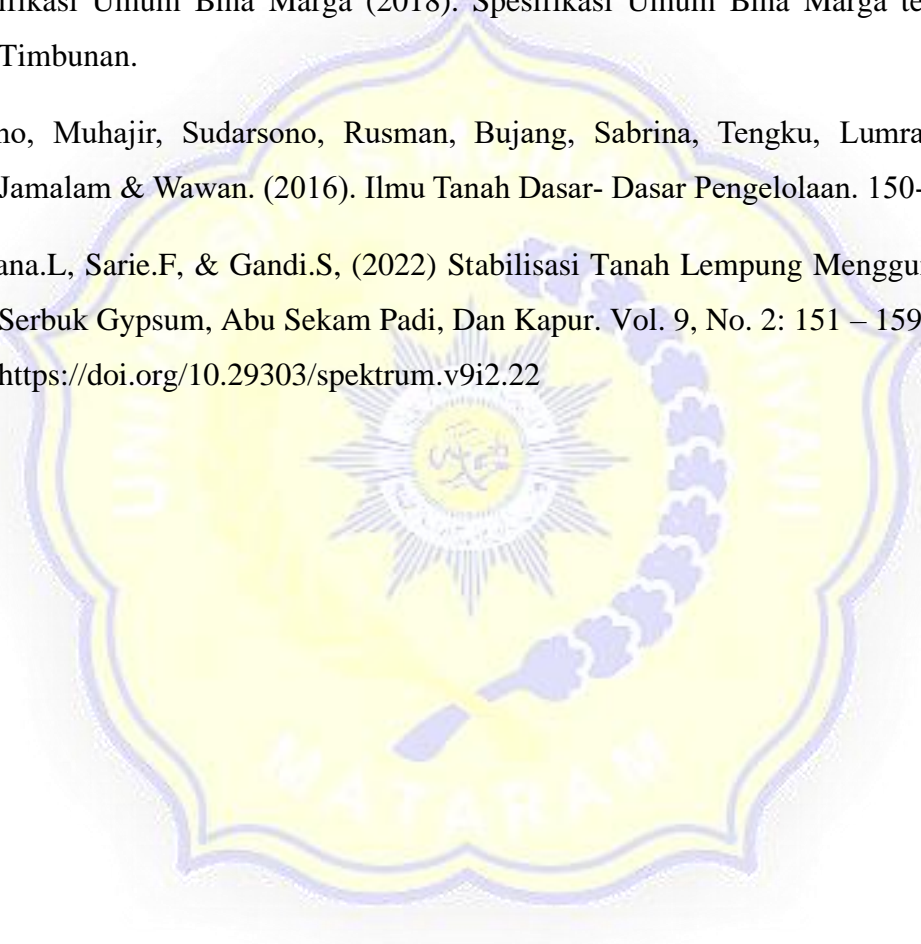 ifikasi Umum Bina Marga (2018). Spesifikasi Umum Bina Marga te
Timbunan.
no, Muhajir, Sudarsono, Rusman, Bujang, Sabrina, Tengku, Lumra
Jamalam & Wawan. (2016). Ilmu Tanah Dasar- Dasar Pengelolaan. 150-
ana.L, Sarie.F, & Gandi.S, (2022) Stabilisasi Tanah Lempung Menggu
Serbuk Gypsum, Abu Sekam Padi, Dan Kapur. Vol. 9, No. 2: 151 – 159
https://doi.org/10.29303/spektrum.v9i2.22
UNIVERSITAS MUHAMMADIYAH
MATARAM